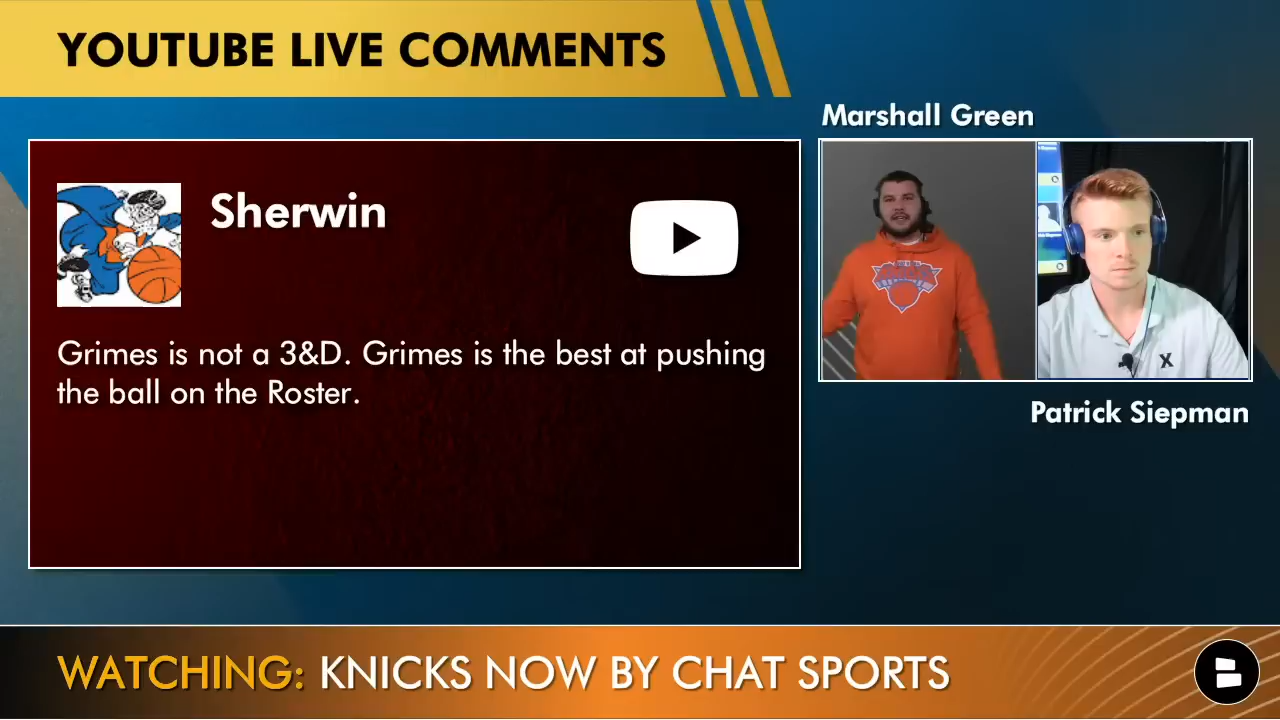 YOUTUBE LIVE COMMENTS
Marshall Green
Sherwin
Grimes is not a 3&D. Grimes is the best at pushing
the ball on the Roster.
X
Patrick Siepman
WATCHING: KNICKS NOW BY CHAT SPORTS